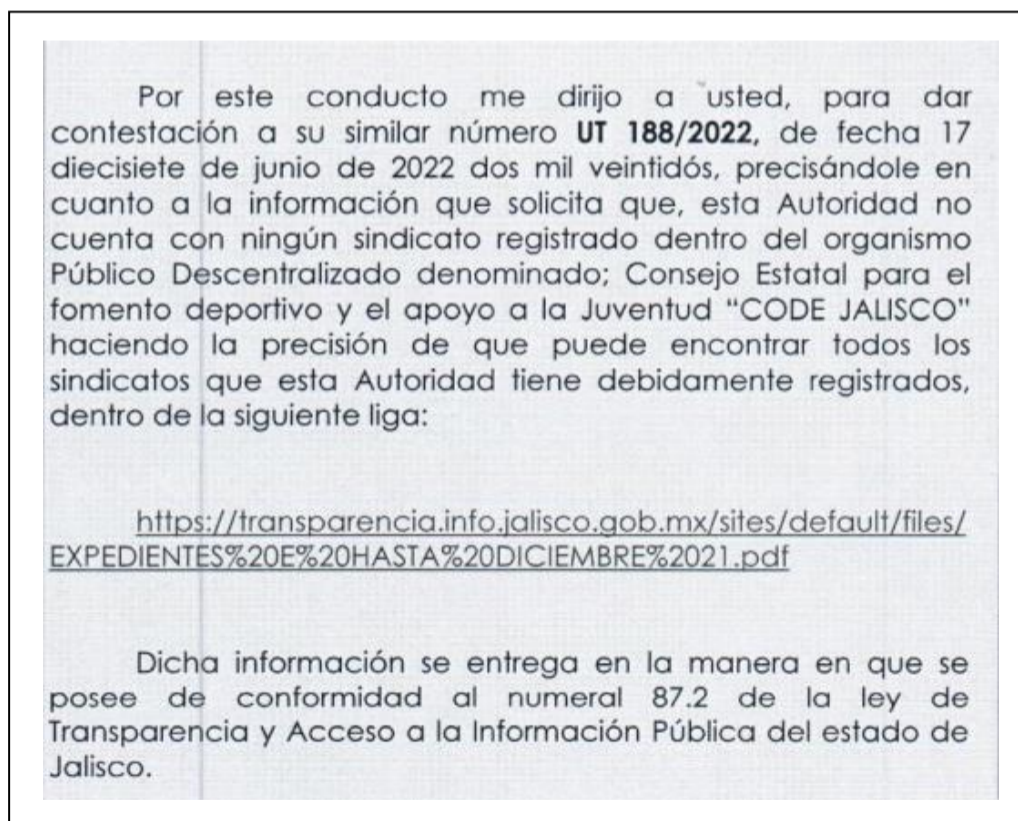 Por este conducto me dirijo a usted, para dar
contestación a su similar número UT 188/2022, de fecha 17
diecisiete de junio de 2022 dos mil veintidós, precisándole en
cuanto a la información que solicita que, esta Autoridad no
cuenta con ningún sindicato registrado dentro del organismo
Público Descentralizado denominado; Consejo Estatal para el
fomento deportivo y el apoyo a la Juventud “CODE JALISCO”
haciendo la precisión de que puede encontrar todos los
sindicatos que esta Autoridad tiene debidamente registrados,
dentro de la siguiente liga:
https://transparencia.info.jalisco.gob.mx/sites/default/files/
EXPEDIENTES%20E%20HASTA%20DICIEMBRE%2021.pdf
Dicha información se entrega en la manera en que se
posee de conformidad al numeral 87.2 de la ley de
Transparencia y Acceso a la Información Pública del estado de
Jalisco.